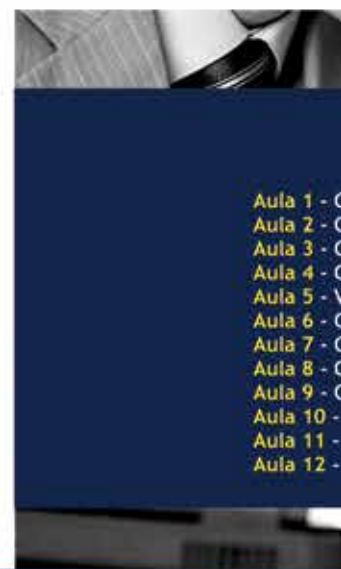 Aula 1 -
Aula 2 -
Aula 3 -
Aula 4 -
Aula 5 -
Aula 6 -
Aula 7 -
Aula 8 -
Aula 9 -
Aula 10 -
Aula 11 -
Aula 12 -